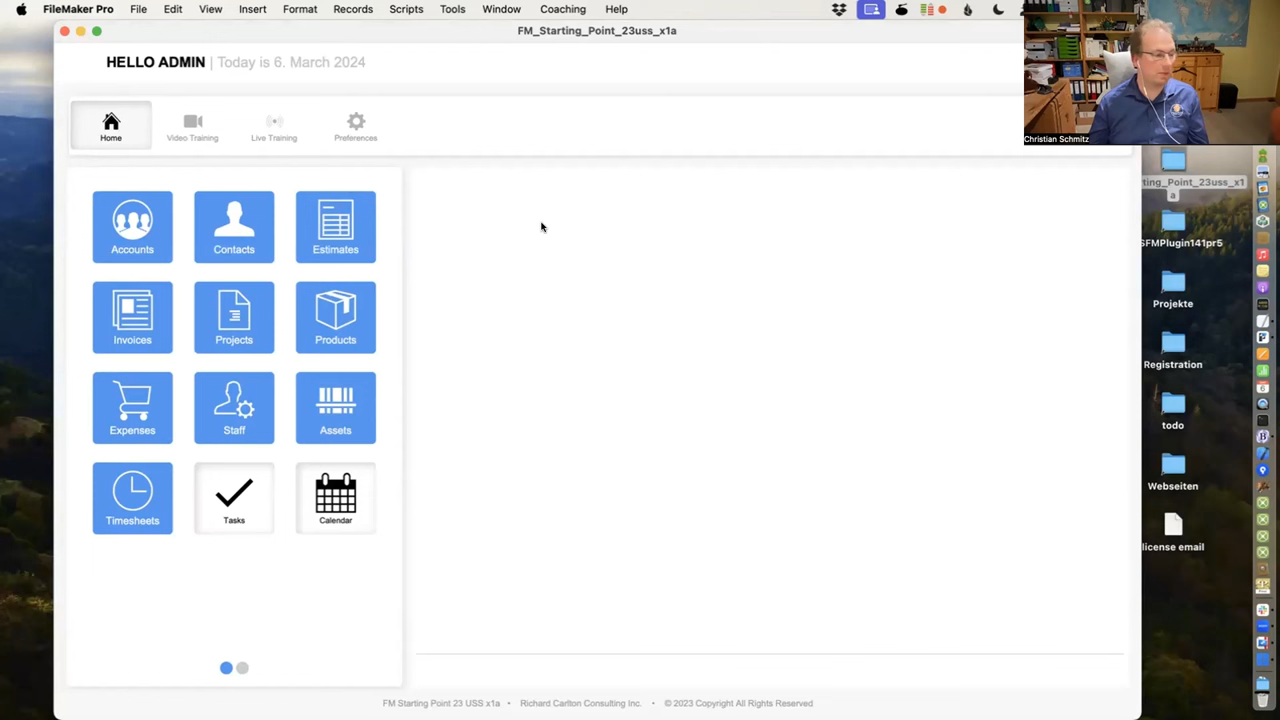 FileMaker Pro File Edit View Insert Format Records Scripts Tools Window Coaching Help
FM_Starting_Point_23uss_x1a
HELLO ADMIN | Today is 6. March 2024
Home Video Training Live Training Preferences
Christian Schmitz
Accounts Contacts Estimates
Invoices Projects Products
Expenses Staff Assets
Timesheets Tasks Calendar
FM Starting Point 23 USS x1a • Richard Carlton Consulting Inc. • © 2023 Copyright All Rights Reserved
ting_Point_23uss_x1
a
SFMPlugin141pr5
Projekte
Registration
todo
Webseiten
license email